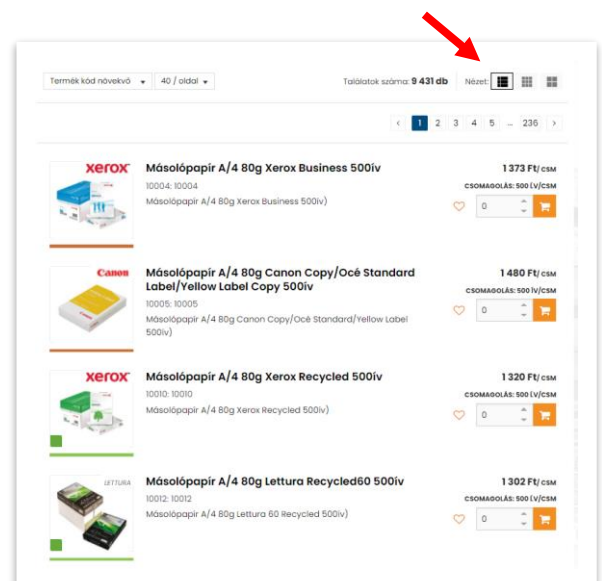 Termék kód növekvő 40 / oldal Találatok száma: 9 431 db Nézet:
‹ 1 2 3 4 5 ... 236 ›
xerox
Másolópapír A/4 80g Xerox Business 500ív
1 373 Ft/ CSM
10004: 10004
CSOMAGOLÁS: 500 ÍV/CSM
Másolópapír A/4 80g Xerox Business 500ív)
0
Canon
Másolópapír A/4 80g Canon Copy/Océ Standard
Label/Yellow Label Copy 500ív
1 480 Ft/ CSM
CSOMAGOLÁS: 500 ÍV/CSM
10005: 10005
Másolópapír A/4 80g Canon Copy/Océ Standard/Yellow Label
500ív)
0
xerox
Másolópapír A/4 80g Xerox Recycled 500ív
1 320 Ft/ CSM
10010: 10010
CSOMAGOLÁS: 500 ÍV/CSM
Másolópapír A/4 80g Xerox Recycled 500ív)
0
LETTURA
Másolópapír A/4 80g Lettura Recycled60 500ív
1 302 Ft/ CSM
10012: 10012
CSOMAGOLÁS: 500 ÍV/CSM
Másolópapír A/4 80g Lettura 60 Recycled 500ív)
0